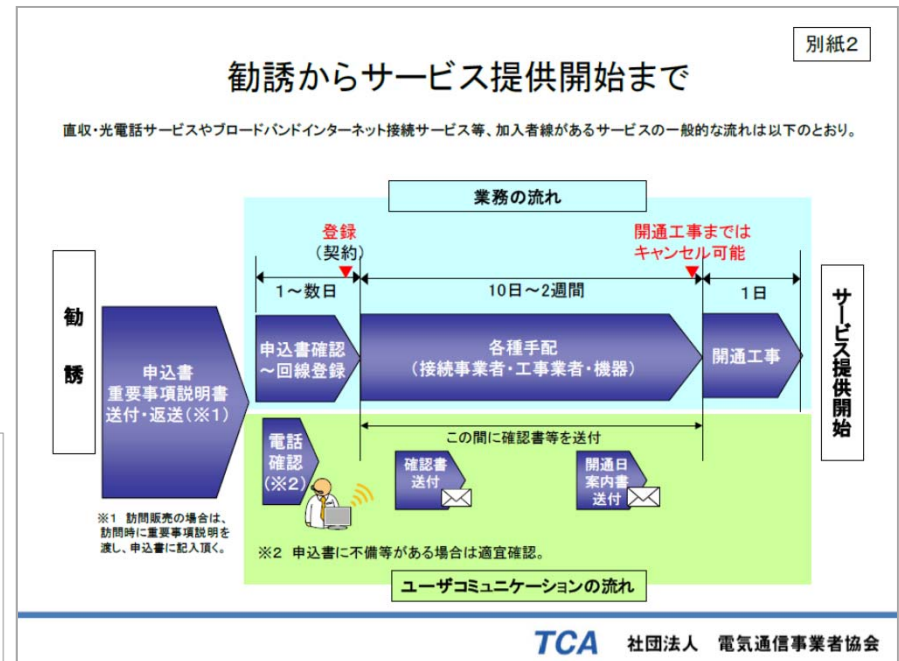 別紙2
勧誘からサービス提供開始まで
直収・光電話サービスやブロードバンドインターネット接続サービス等、加入者線があるサービスの一般的な流れは以下のとおり。
業務の流れ
登録
(契約)
開通工事までは
キャンセル可能
1～数日
10日～2週間
1日
勧誘
申込書
重要事項説明書
送付・返送(※1)
申込書確認
～回線登録
各種手配
(接続事業者・工事業者・機器)
開通工事
サービス提供開始
電話
確認
(※2)
この間に確認書等を送付
確認書
送付
開通日
案内書
送付
※1 訪問販売の場合は、
訪問時に重要事項説明を
渡し、申込書に記入頂く。
※2 申込書に不備等がある場合は適宜確認。
ユーザコミュニケーションの流れ
TCA 社団法人 電気通信事業者協会